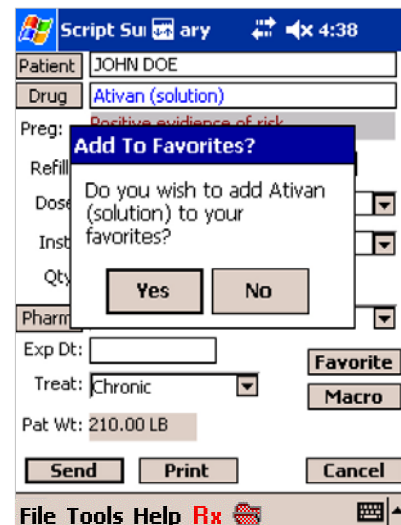 Script Sui ary 4:38
Patient JOHN DOE
Drug Ativan (solution)
Preg: Positive evidence of risk
Add To Favorites?
Refill
Do you wish to add Ativan
Dose (solution) to your
Inst favorites?
Qty Yes No
Pharm
Exp Dt: Favorite
Treat: Chronic Macro
Pat Wt: 210.00 LB
Send Print Cancel
File Tools Help Rx